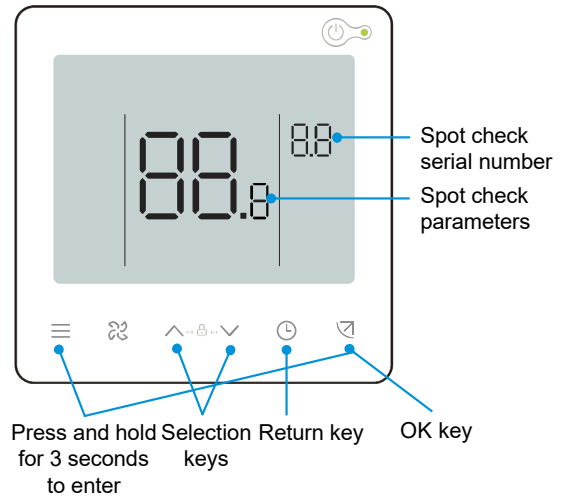 88.8
8.8
Spot check
serial number
Spot check
parameters
Press and hold
for 3 seconds
to enter
Selection
keys
Return key
OK key